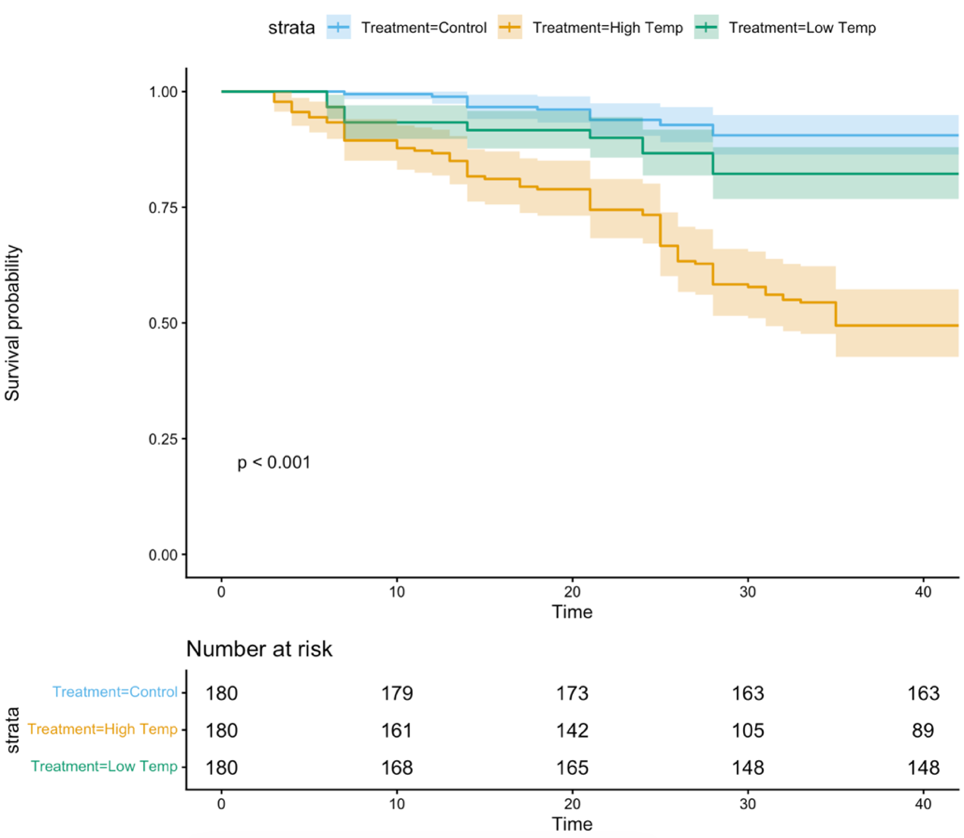 strata Treatment=Control Treatment=High Temp Treatment=Low Temp
Survival probability
1.00
0.75
0.50
0.25
0.00
p < 0.001
0 10 20 30 40
Time
Number at risk
strata
Treatment=Control 180 179 173 163 163
Treatment=High Temp 180 161 142 105 89
Treatment=Low Temp 180 168 165 148 148
0 10 20 30 40
Time